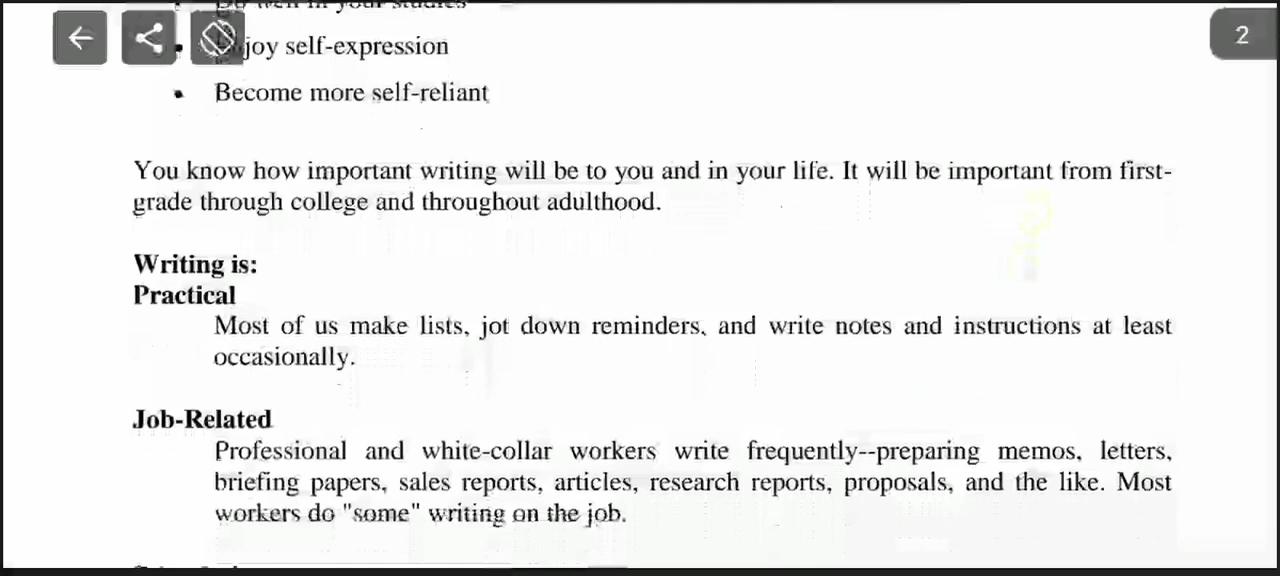 2
joy self-expression
• Become more self-reliant
You know how important writing will be to you and in your life. It will be important from first-
grade through college and throughout adulthood.
Writing is:
Practical
Most of us make lists, jot down reminders, and write notes and instructions at least
occasionally.
Job-Related
Professional and white-collar workers write frequently--preparing memos, letters,
briefing papers, sales reports, articles, research reports, proposals, and the like. Most
workers do "some" writing on the job.